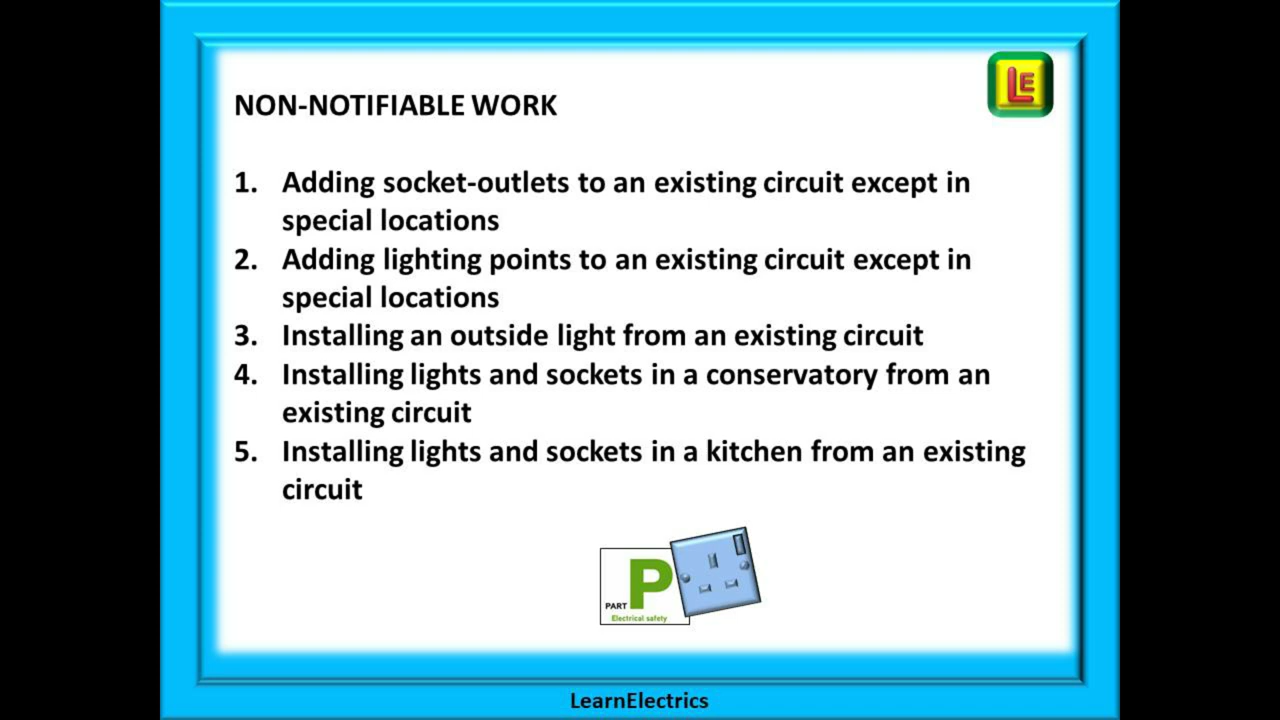 LE
NON-NOTIFIABLE WORK
1. Adding socket-outlets to an existing circuit except in
special locations
2. Adding lighting points to an existing circuit except in
special locations
3. Installing an outside light from an existing circuit
4. Installing lights and sockets in a conservatory from an
existing circuit
5. Installing lights and sockets in a kitchen from an existing
circuit
PART P
Electrical safety
LearnElectrics